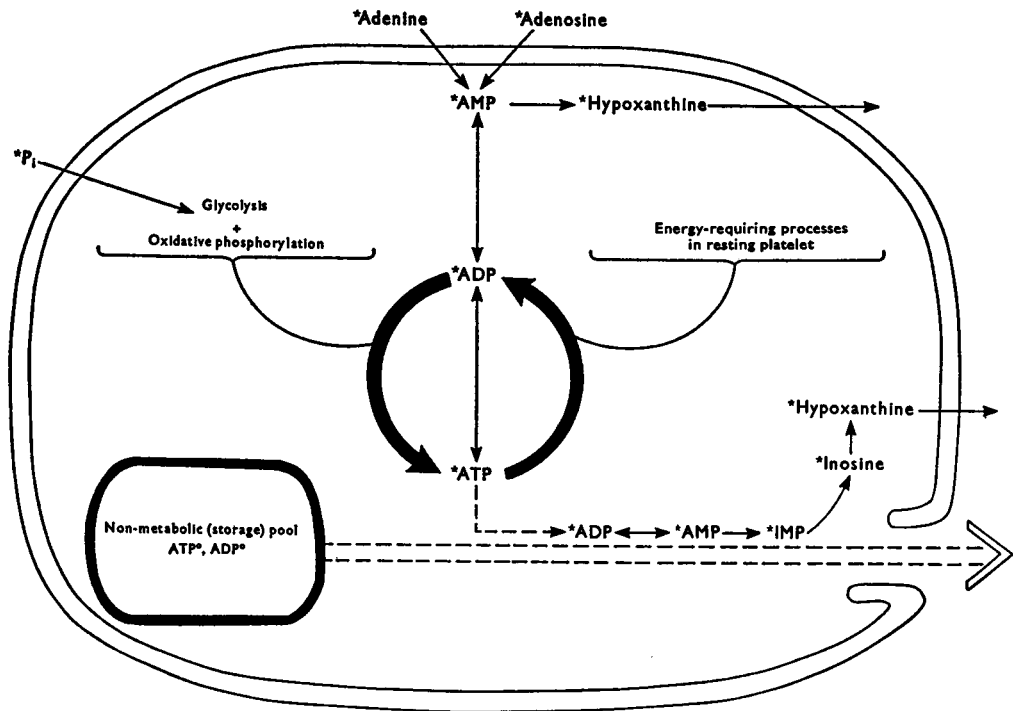 *Adenine *Adenosine
*AMP *Hypoxanthine
*Pi
Glycolysis
+
Oxidative phosphorylation
Energy-requiring processes
in resting platelet
*ADP
*Hypoxanthine
*Inosine
*ATP
Non-metabolic (storage) pool
ATP°, ADP°
*ADP *AMP *IMP